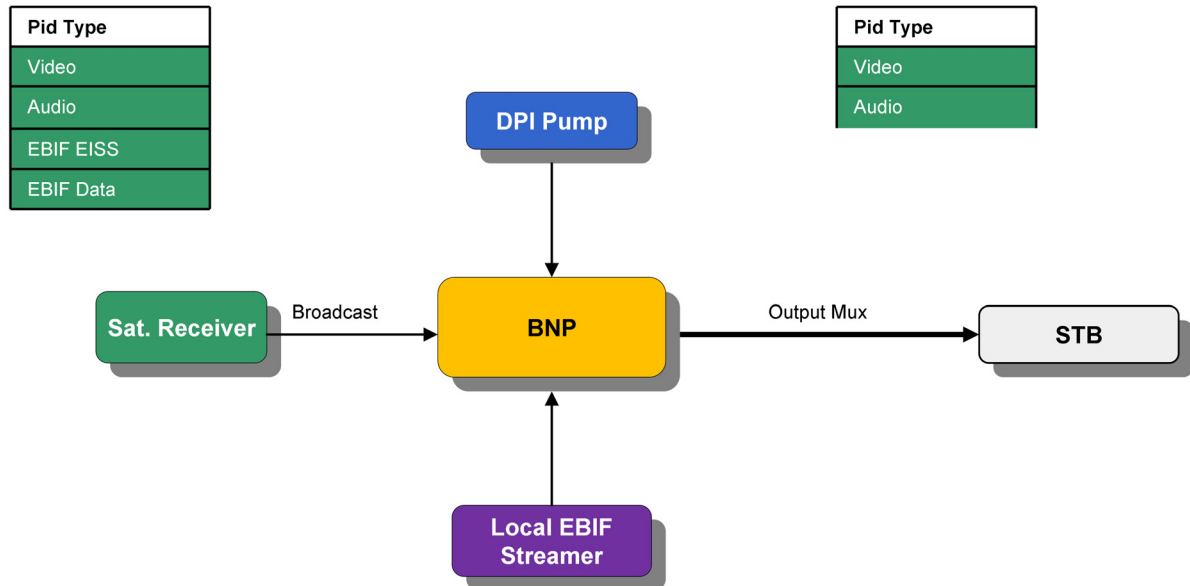 Pid Type
Video
Audio
EBIF EISS
EBIF Data
Pid Type
Video
Audio
DPI Pump
Sat. Receiver
Broadcast
BNP
Output Mux
STB
Local EBIF
Streamer